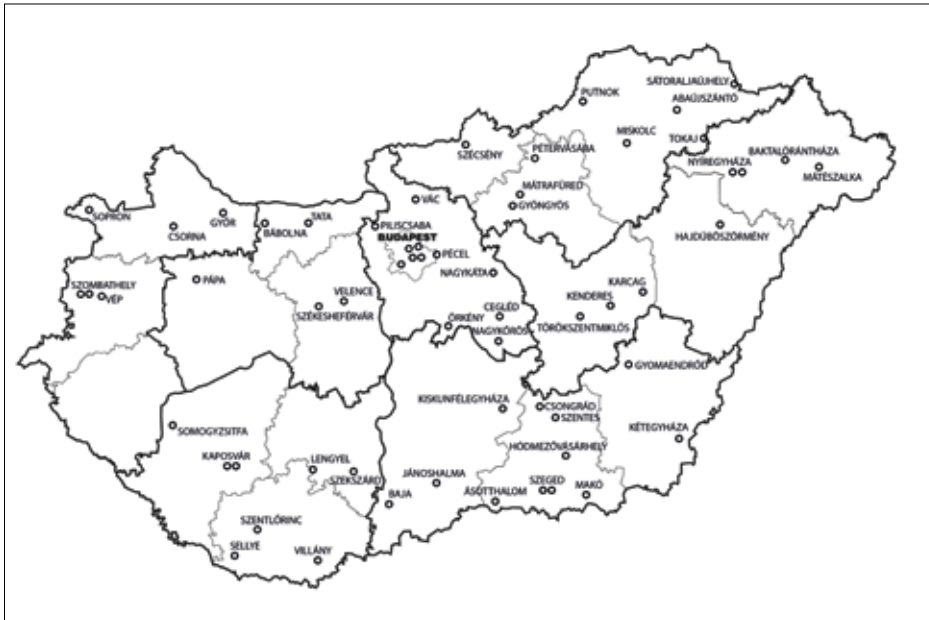 SÁTORALJAÚJHELY
PUTNOK
ABAÚJSZÁNTÓ
MISKOLC
TOKAJ
SZÉCSÉNY
PÉTERVÁSÁRA
BAKTALÓRÁNTHÁZA
NYÍREGYHÁZA
MÁTÉSZALKA
MÁTRAFÜRED
VÁC
GYÖNGYÖS
SOPRON
GYŐR
TATA
BÁBOLNA
PILISCSABA
CSORNA
HAJDÚBÖSZÖRMÉNY
BUDAPEST
PÉCEL
NAGYKÁTA
PÁPA
KARCAG
SZOMBATHELY
VELENCE
VÉP
KENDERES
SZÉKESHEFÉRVÁR
CEGLÉD
ÖRKÉNY
TÖRÖKSZENTMIKLÓS
NAGYKŐRÖS
GYOMAENDRŐD
KISKUNFÉLEGYHÁZA
CSONGRÁD
SZENTES
SOMOGYZSITFA
KÉTEGYHÁZA
HÓDMEZŐVÁSÁRHELY
KAPOSVÁR
LENGYEL
JÁNOSHALMA
SZEKSZÁRD
SZEGED
MAKÓ
BAJA
ÁSOTTHALOM
SZENTLŐRINC
SELLYE
VILLÁNY